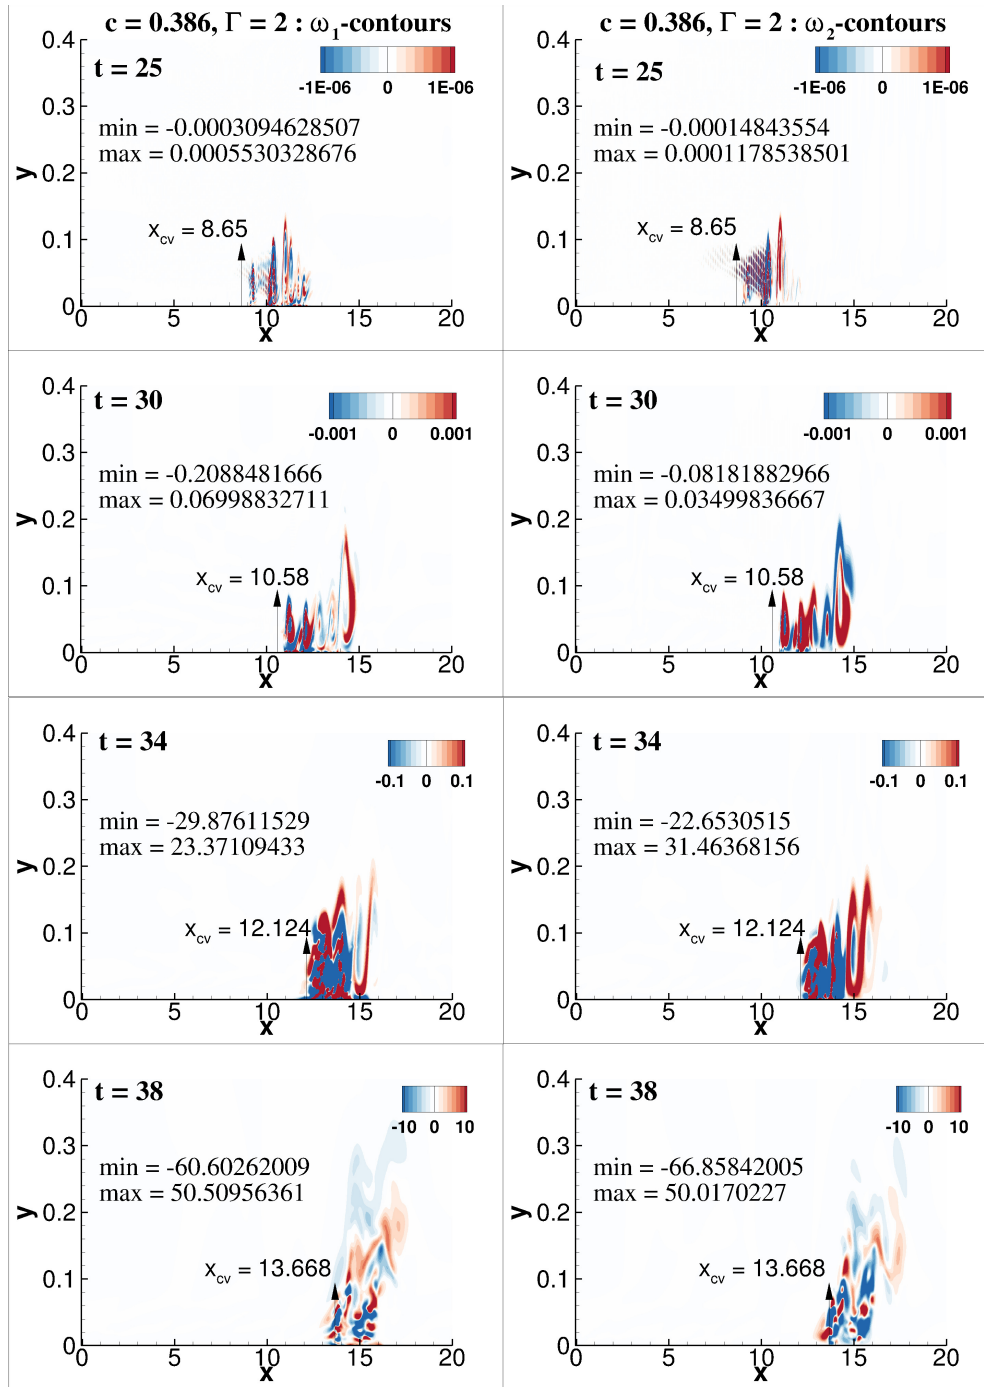 c = 0.386, Γ = 2 : ω₁-contours
t = 25
-1E-06 0 1E-06
min = -0.0003094628507
max = 0.0005530328676
x_cv = 8.65
y
0.4
0.3
0.2
0.1
0
0 5 10 15 20
x
c = 0.386, Γ = 2 : ω₂-contours
t = 25
-1E-06 0 1E-06
min = -0.00014843554
max = 0.0001178538501
x_cv = 8.65
y
0.4
0.3
0.2
0.1
0
0 5 10 15 20
x
t = 30
-0.001 0 0.001
min = -0.2088481666
max = 0.06998832711
x_cv = 10.58
y
0.4
0.3
0.2
0.1
0
0 5 10 15 20
x
t = 30
-0.001 0 0.001
min = -0.08181882966
max = 0.03499836667
x_cv = 10.58
y
0.4
0.3
0.2
0.1
0
0 5 10 15 20
x
t = 34
-0.1 0 0.1
min = -29.87611529
max = 23.37109433
x_cv = 12.124
y
0.4
0.3
0.2
0.1
0
0 5 10 15 20
x
t = 34
-0.1 0 0.1
min = -22.6530515
max = 31.46368156
x_cv = 12.124
y
0.4
0.3
0.2
0.1
0
0 5 10 15 20
x
t = 38
-10 0 10
min = -60.60262009
max = 50.50956361
x_cv = 13.668
y
0.4
0.3
0.2
0.1
0
0 5 10 15 20
x
t = 38
-10 0 10
min = -66.85842005
max = 50.0170227
x_cv = 13.668
y
0.4
0.3
0.2
0.1
0
0 5 10 15 20
x